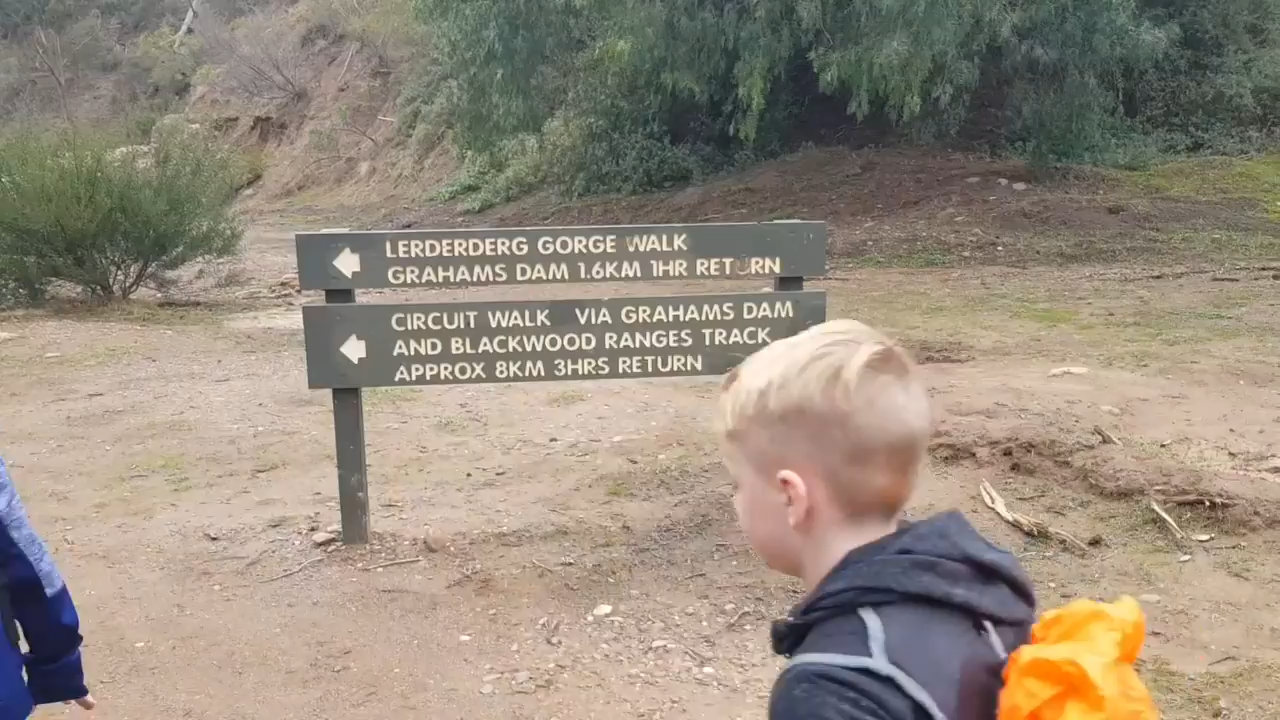 LERDERDERG GORGE WALK
GRAHAMS DAM 1.6KM 1HR RETURN
CIRCUIT WALK VIA GRAHAMS DAM
AND BLACKWOOD RANGES TRACK
APPROX 8KM 3HRS RETURN